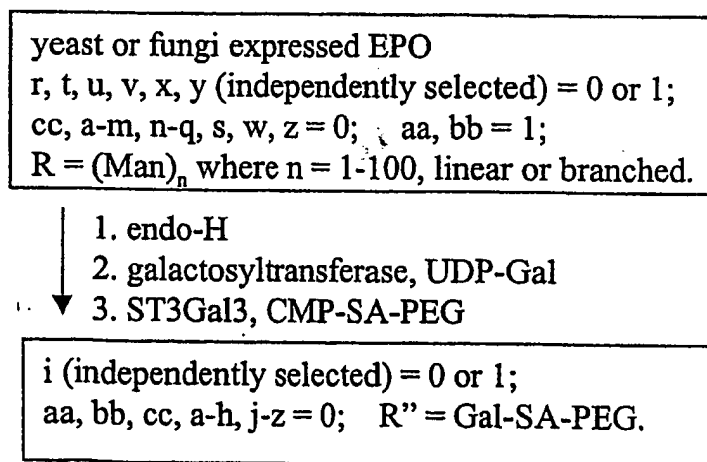 yeast or fungi expressed EPO
r, t, u, v, x, y (independently selected) = 0 or 1;
cc, a-m, n-q, s, w, z = 0; aa, bb = 1;
R = (Man)n where n = 1-100, linear or branched.
1. endo-H
2. galactosyltransferase, UDP-Gal
3. ST3Gal3, CMP-SA-PEG
i (independently selected) = 0 or 1;
aa, bb, cc, a-h, j-z = 0; R” = Gal-SA-PEG.